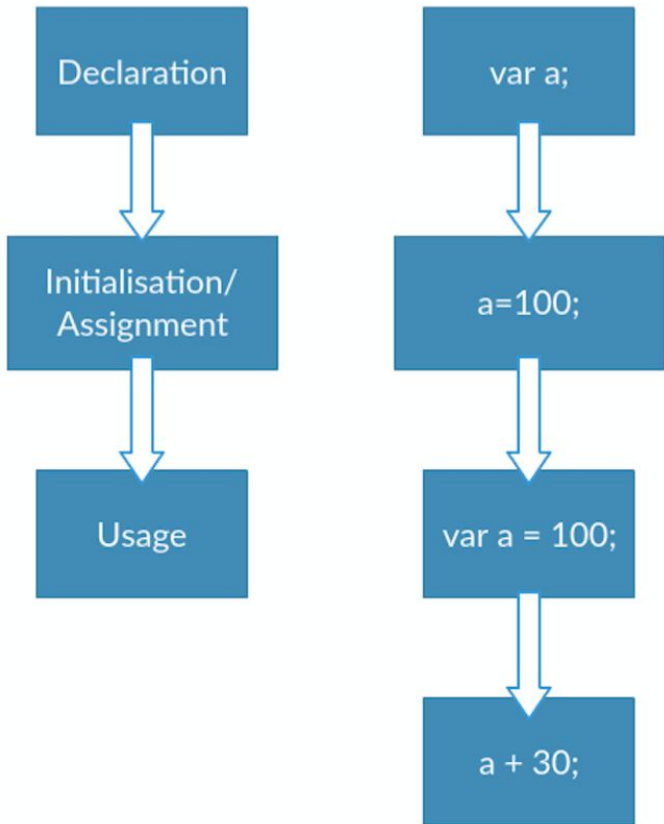 Declaration
Initialisation/
Assignment
Usage
var a;
a=100;
var a = 100;
a + 30;